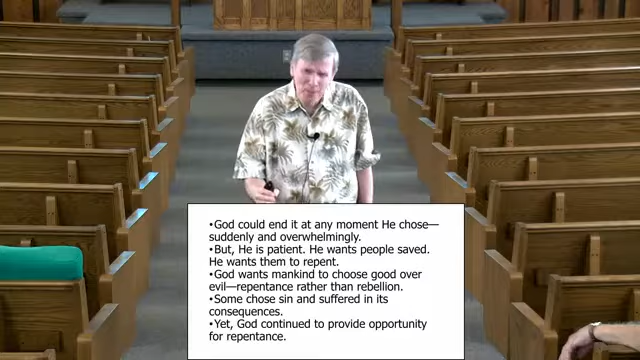 •God could end it at any moment He chose—
suddenly and overwhelmingly.
•But, He is patient. He wants people saved.
He wants them to repent.
•God wants mankind to choose good over
evil—repentance rather than rebellion.
•Some chose sin and suffered in its
consequences.
•Yet, God continued to provide opportunity
for repentance.